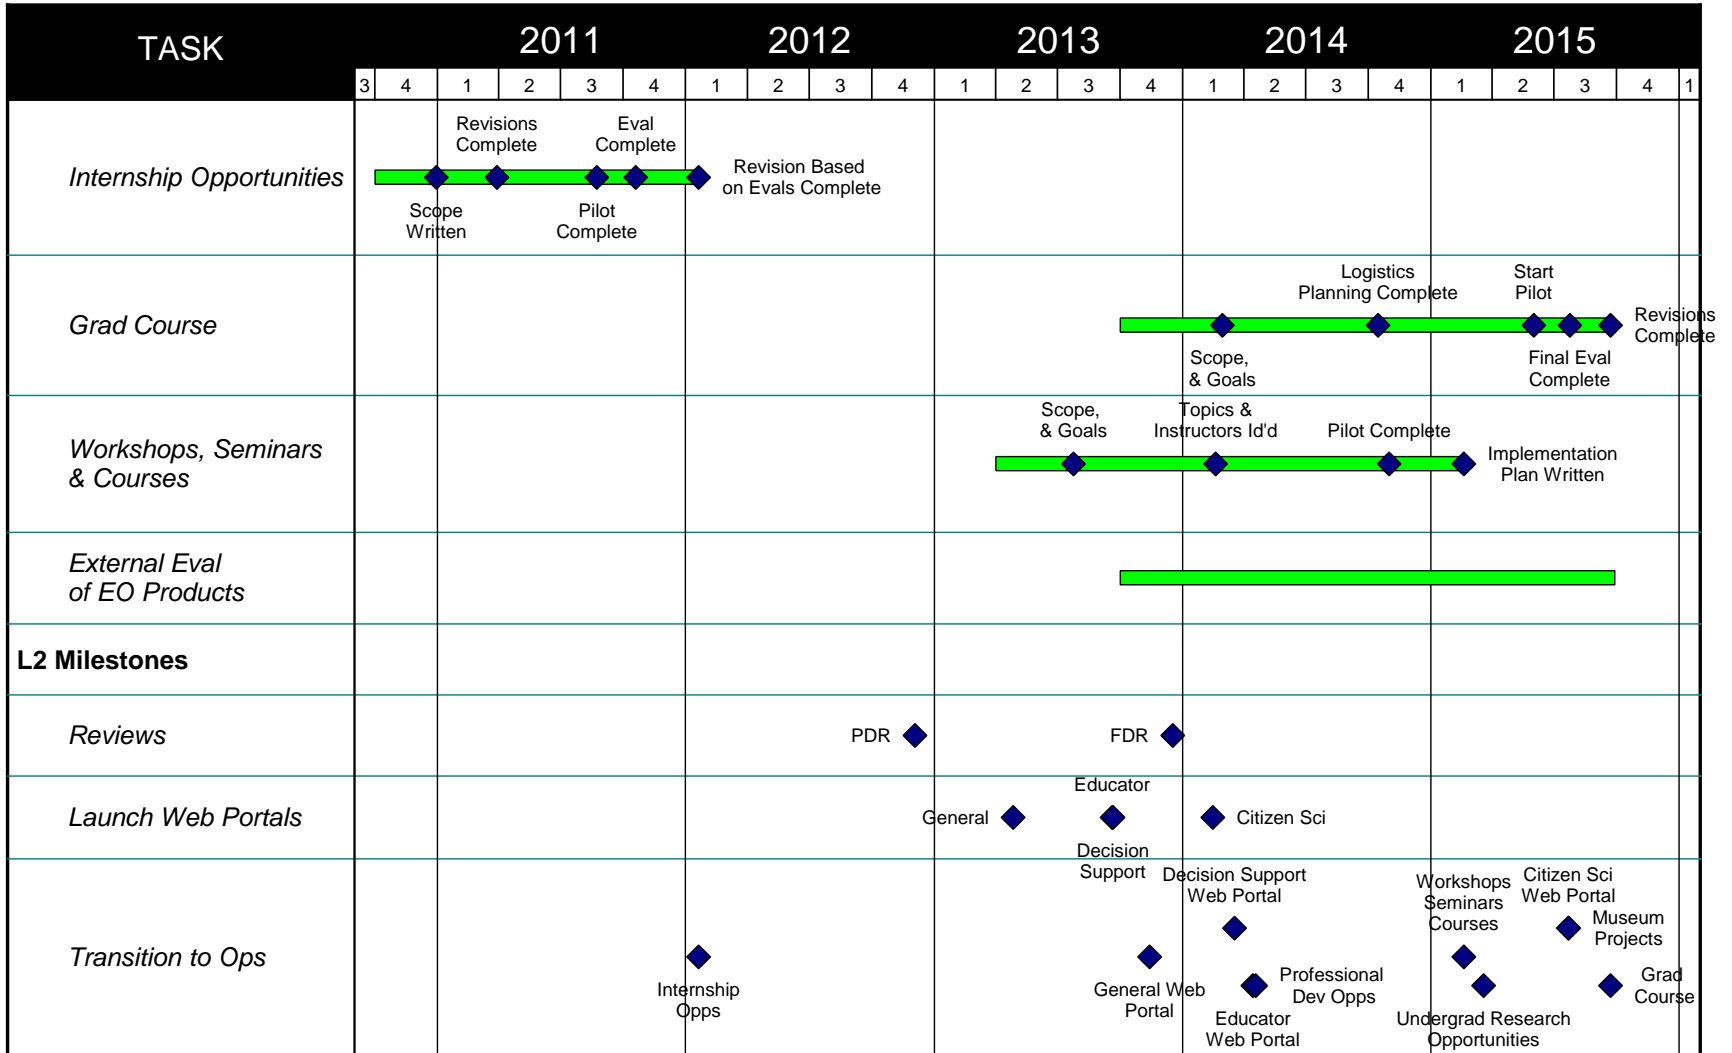 TASK
2011
2012
2013
2014
2015
3 4 1 2 3 4 1 2 3 4 1 2 3 4 1 2 3 4 1 2 3 4 1
Internship Opportunities
Revisions
Complete
Eval
Complete
Revision Based
on Evals Complete
Scope
Written
Pilot
Complete
Grad Course
Logistics
Planning Complete
Start
Pilot
Revisions
Complete
Scope,
& Goals
Final Eval
Complete
Workshops, Seminars
& Courses
Scope,
& Goals
Topics &
Instructors Id'd
Pilot Complete
Implementation
Plan Written
External Eval
of EO Products
L2 Milestones
Reviews
PDR
FDR
Launch Web Portals
General
Educator
Decision
Support
Citizen Sci
Transition to Ops
Internship
Opps
General Web
Portal
Decision Support
Web Portal
Educator
Web Portal
Professional
Dev Opps
Workshops
Seminars
Courses
Undergrad Research
Opportunities
Citizen Sci
Web Portal
Museum
Projects
Grad
Course